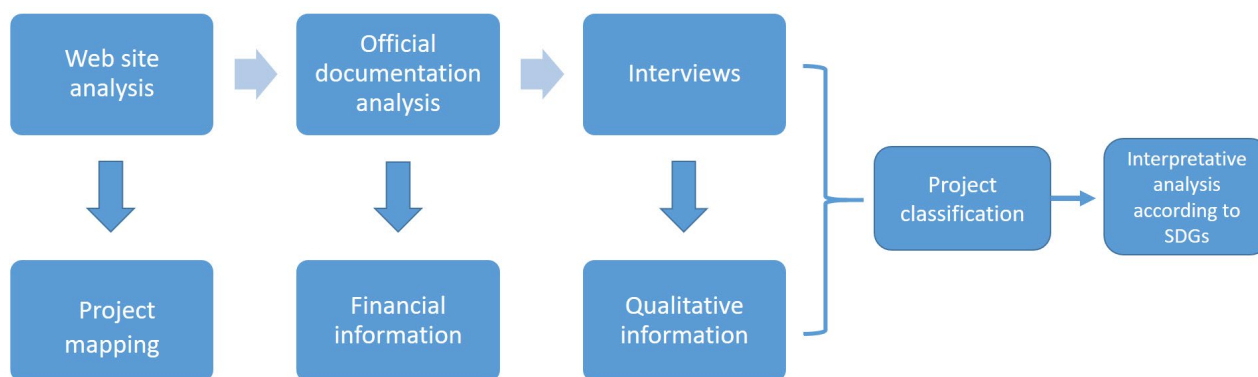 Web site
analysis
Official
documentation
analysis
Interviews
Project
mapping
Financial
information
Qualitative
information
Project
classification
Interpretative
analysis
according to
SDGs